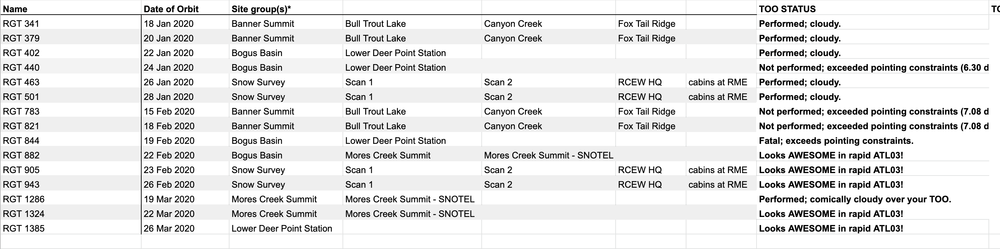 Name Date of Orbit Site group(s)* TOO STATUS
RGT 341 18 Jan 2020 Banner Summit Bull Trout Lake Canyon Creek Fox Tail Ridge Performed; cloudy.
RGT 379 20 Jan 2020 Banner Summit Bull Trout Lake Canyon Creek Fox Tail Ridge Performed; cloudy.
RGT 402 22 Jan 2020 Bogus Basin Lower Deer Point Station Performed; cloudy.
RGT 440 24 Jan 2020 Bogus Basin Lower Deer Point Station Not performed; exceeded pointing constraints (6.30 d
RGT 463 26 Jan 2020 Snow Survey Scan 1 Scan 2 RCEW HQ cabins at RME Performed; cloudy.
RGT 501 28 Jan 2020 Snow Survey Scan 1 Scan 2 RCEW HQ cabins at RME Performed; cloudy.
RGT 783 15 Feb 2020 Banner Summit Bull Trout Lake Canyon Creek Fox Tail Ridge Not performed; exceeded pointing constraints (7.08 d
RGT 821 18 Feb 2020 Banner Summit Bull Trout Lake Canyon Creek Fox Tail Ridge Not performed; exceeded pointing constraints (7.08 d
RGT 844 19 Feb 2020 Bogus Basin Lower Deer Point Station Fatal; exceeds pointing constraints.
RGT 882 22 Feb 2020 Bogus Basin Mores Creek Summit Mores Creek Summit - SNOTEL Looks AWESOME in rapid ATL03!
RGT 905 23 Feb 2020 Snow Survey Scan 1 Scan 2 RCEW HQ cabins at RME Looks AWESOME in rapid ATL03!
RGT 943 26 Feb 2020 Snow Survey Scan 1 Scan 2 RCEW HQ cabins at RME Looks AWESOME in rapid ATL03!
RGT 1286 19 Mar 2020 Mores Creek Summit Mores Creek Summit - SNOTEL Performed; comically cloudy over your TOO.
RGT 1324 22 Mar 2020 Mores Creek Summit Mores Creek Summit - SNOTEL Looks AWESOME in rapid ATL03!
RGT 1385 26 Mar 2020 Lower Deer Point Station Looks AWESOME in rapid ATL03!